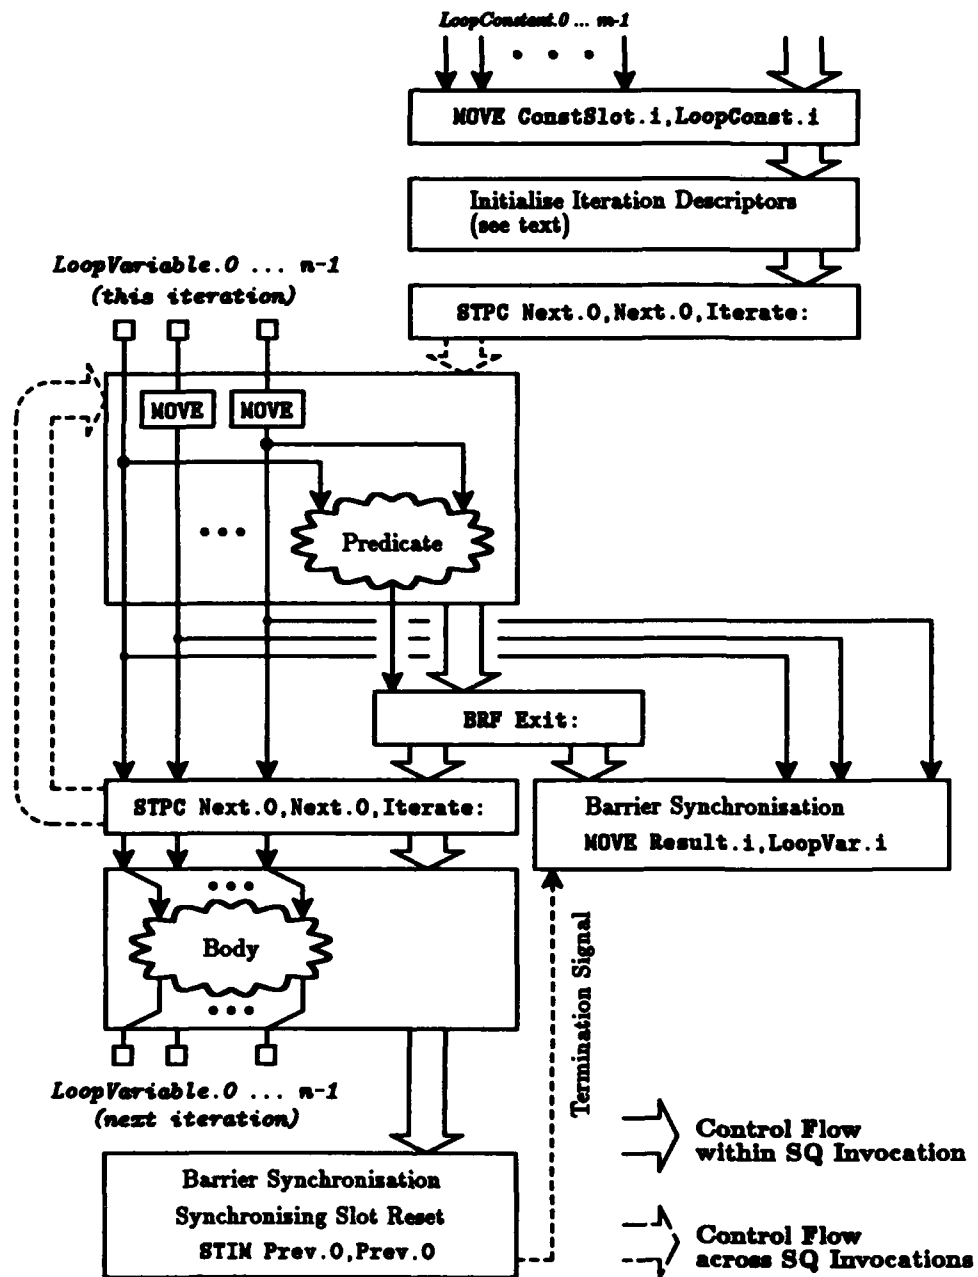 LoopConstant.0 ... m-1
MOVE ConstSlot.i,LoopConst.i
Initialise Iteration Descriptors
(see text)
LoopVariable.0 ... n-1
(this iteration)
STPC Next.0,Next.0,Iterate:
MOVE
MOVE
Predicate
BRF Exit:
STPC Next.0,Next.0,Iterate:
Barrier Synchronisation
MOVE Result.i,LoopVar.i
Body
Termination Signal
LoopVariable.0 ... n-1
(next iteration)
Control Flow
within SQ Invocation
Barrier Synchronisation
Synchronising Slot Reset
STIM Prev.0,Prev.0
Control Flow
across SQ Invocations